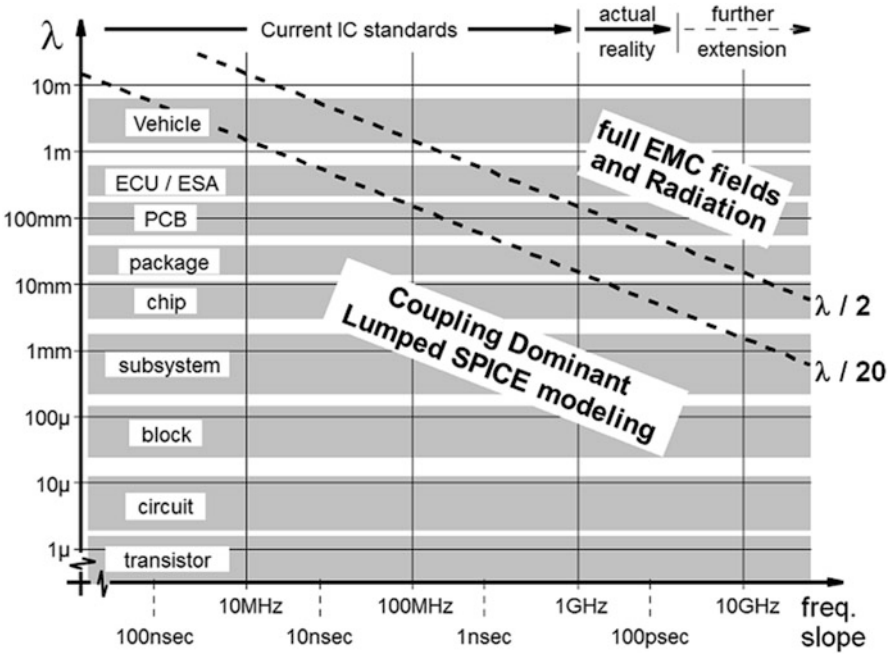 λ
Current IC standards
actual
reality
further
extension
10m
Vehicle
1m
ECU / ESA
100mm
PCB
package
10mm
chip
1mm
subsystem
100µ
block
10µ
circuit
1µ
transistor
full EMC fields
and Radiation
Coupling Dominant
Lumped SPICE modeling
λ / 2
λ / 20
10MHz
100MHz
1GHz
10GHz
freq.
100nsec
10nsec
1nsec
100psec
slope